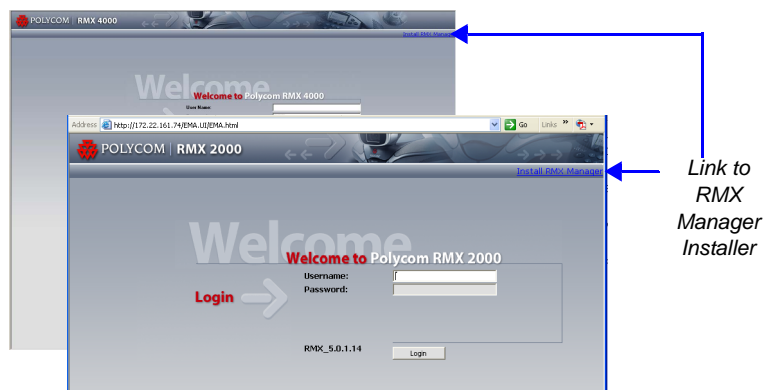 POLYCOM | RMX 4000
Install RMX Manager
Welcome
Welcome to Polycom RMX 4000
User Name:
Address http://172.22.161.74/EMA.UI/EMA.html Go Links »
POLYCOM | RMX 2000
Install RMX Manager
Welcome
Welcome to Polycom RMX 2000
Username:
Login
Password:
RMX_5.0.1.14
Login
Link to
RMX
Manager
Installer